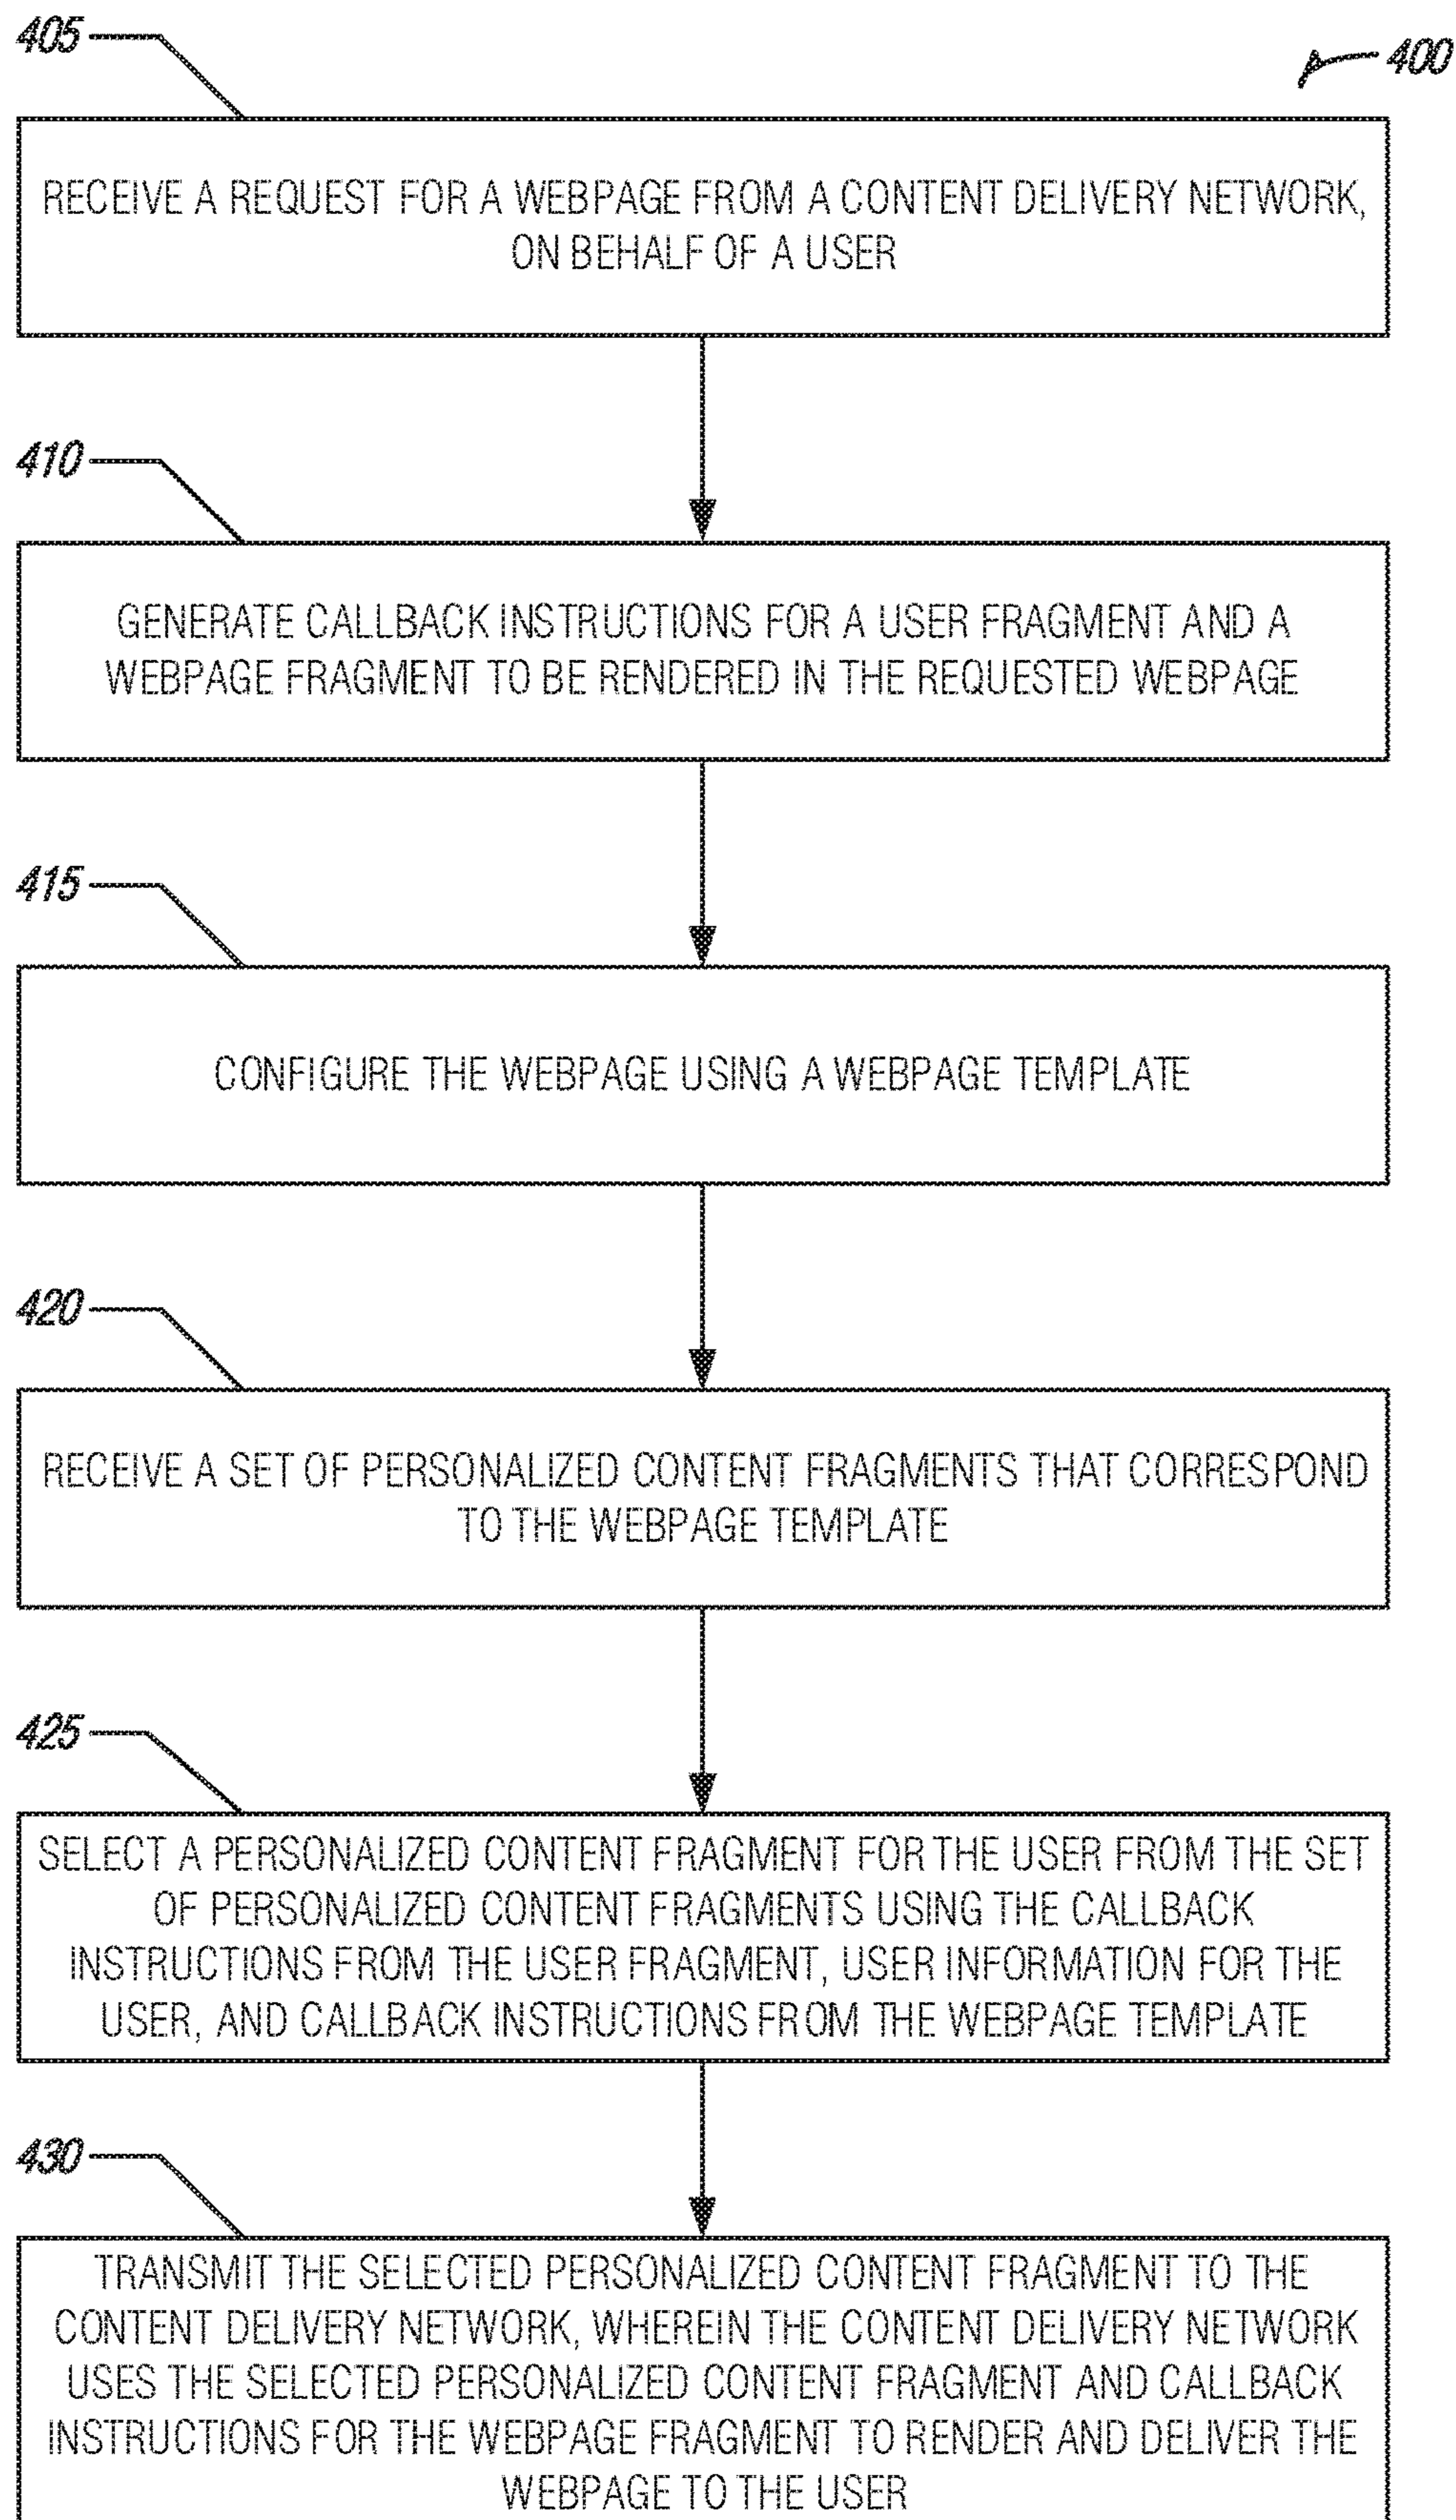 405
400
RECEIVE A REQUEST FOR A WEBPAGE FROM A CONTENT DELIVERY NETWORK,
ON BEHALF OF A USER
410
GENERATE CALLBACK INSTRUCTIONS FOR A USER FRAGMENT AND A
WEBPAGE FRAGMENT TO BE RENDERED IN THE REQUESTED WEBPAGE
415
CONFIGURE THE WEBPAGE USING A WEBPAGE TEMPLATE
420
RECEIVE A SET OF PERSONALIZED CONTENT FRAGMENTS THAT CORRESPOND
TO THE WEBPAGE TEMPLATE
425
SELECT A PERSONALIZED CONTENT FRAGMENT FOR THE USER FROM THE SET
OF PERSONALIZED CONTENT FRAGMENTS USING THE CALLBACK
INSTRUCTIONS FROM THE USER FRAGMENT, USER INFORMATION FOR THE
USER, AND CALLBACK INSTRUCTIONS FROM THE WEBPAGE TEMPLATE
430
TRANSMIT THE SELECTED PERSONALIZED CONTENT FRAGMENT TO THE
CONTENT DELIVERY NETWORK, WHEREIN THE CONTENT DELIVERY NETWORK
USES THE SELECTED PERSONALIZED CONTENT FRAGMENT AND CALLBACK
INSTRUCTIONS FOR THE WEBPAGE FRAGMENT TO RENDER AND DELIVER THE
WEBPAGE TO THE USER